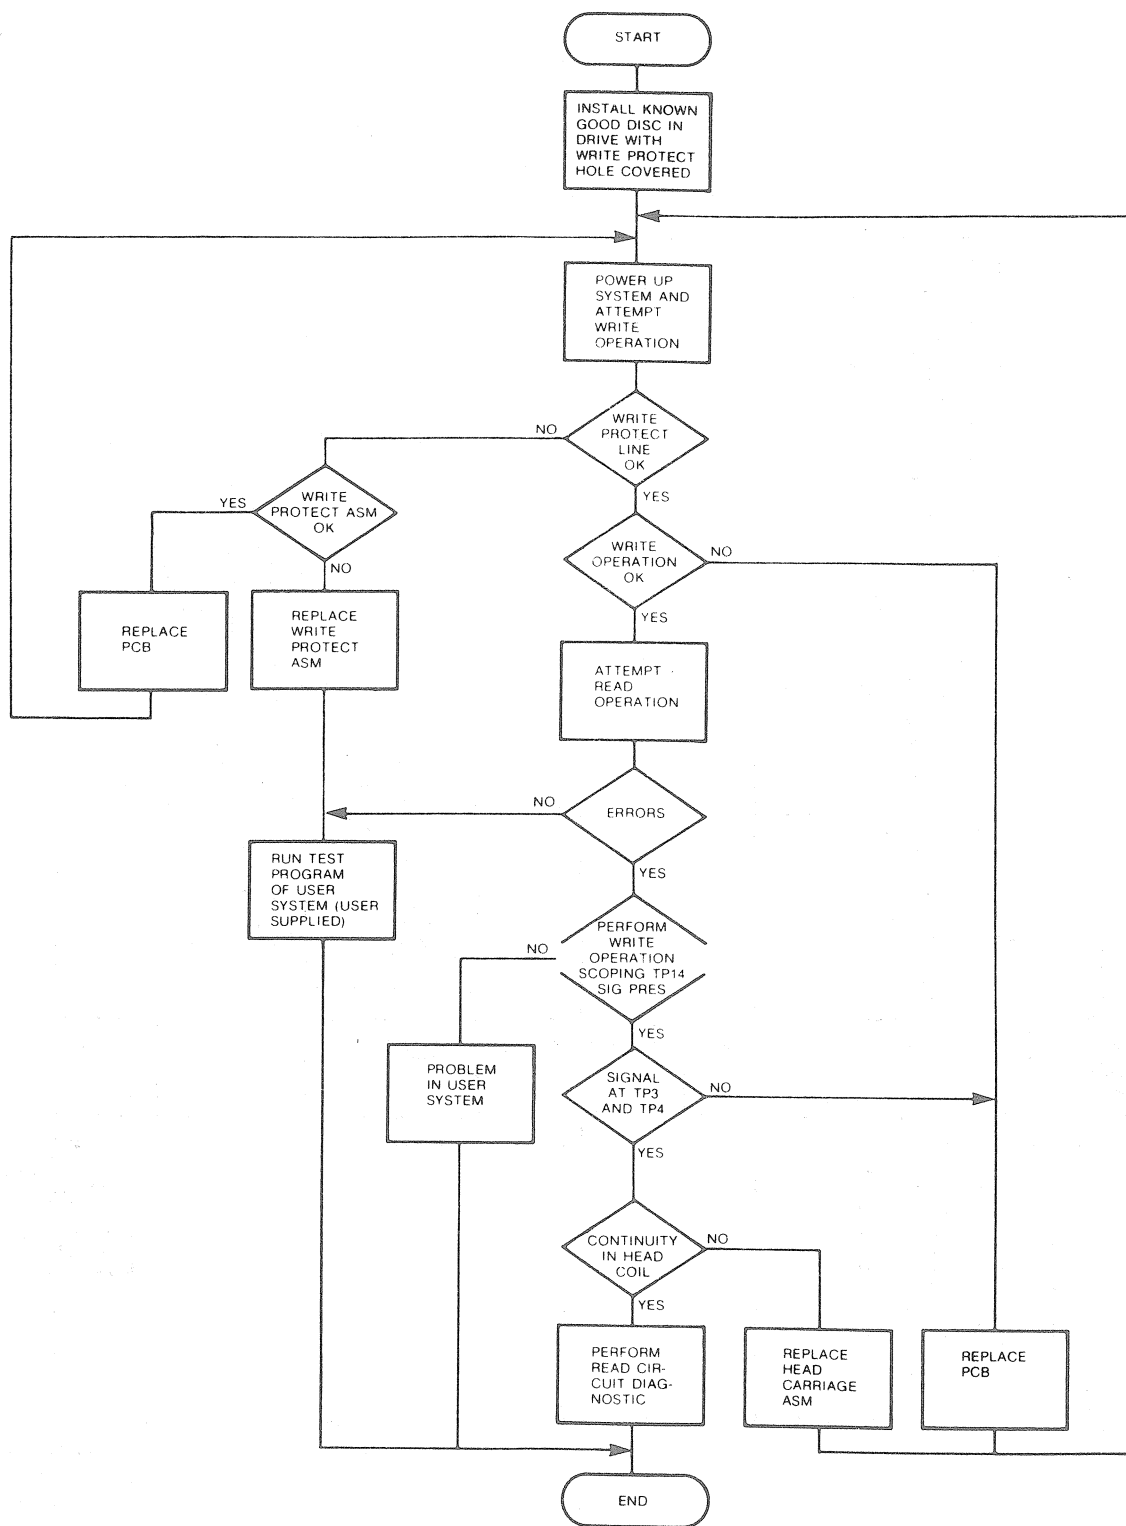 START
INSTALL KNOWN
GOOD DISC IN
DRIVE WITH
WRITE PROTECT
HOLE COVERED
POWER UP
SYSTEM AND
ATTEMPT
WRITE
OPERATION
WRITE
PROTECT
LINE
OK
NO
YES
WRITE
PROTECT ASM
OK
YES
NO
REPLACE
PCB
REPLACE
WRITE
PROTECT
ASM
WRITE
OPERATION
OK
NO
YES
ATTEMPT
READ
OPERATION
ERRORS
NO
YES
RUN TEST
PROGRAM
OF USER
SYSTEM (USER
SUPPLIED)
PERFORM
WRITE
OPERATION
SCOPING TP14
SIG PRES
NO
YES
PROBLEM
IN USER
SYSTEM
SIGNAL
AT TP3
AND TP4
NO
YES
CONTINUITY
IN HEAD
COIL
NO
YES
PERFORM
READ CIR-
CUIT DIAG-
NOSTIC
REPLACE
HEAD
CARRIAGE
ASM
REPLACE
PCB
END